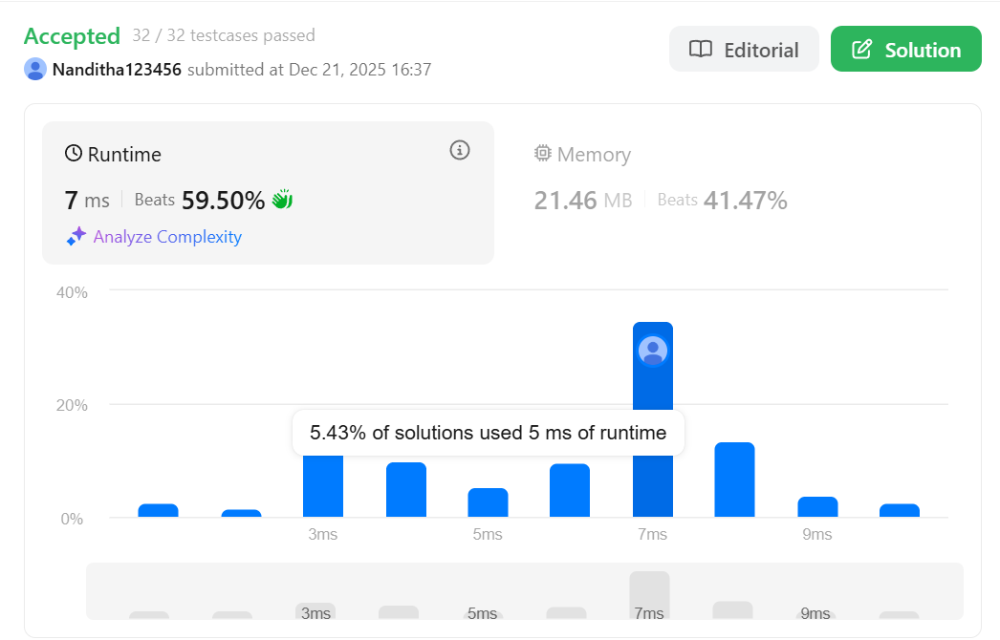 Accepted 32 / 32 testcases passed
Nanditha123456 submitted at Dec 21, 2025 16:37
Editorial
Solution
Runtime
7 ms Beats 59.50%
Analyze Complexity
Memory
21.46 MB Beats 41.47%
40%
20%
0%
5.43% of solutions used 5 ms of runtime
3ms 5ms 7ms 9ms
3ms 5ms 7ms 9ms